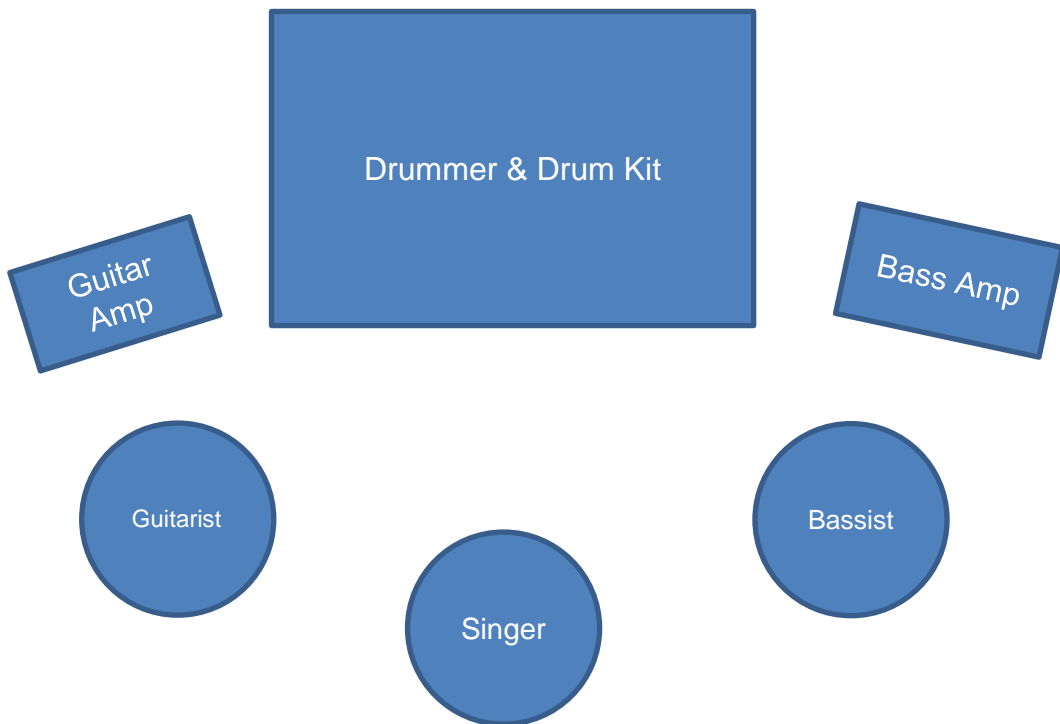 Drummer & Drum Kit
Guitar
Amp
Bass Amp
Guitarist
Bassist
Singer